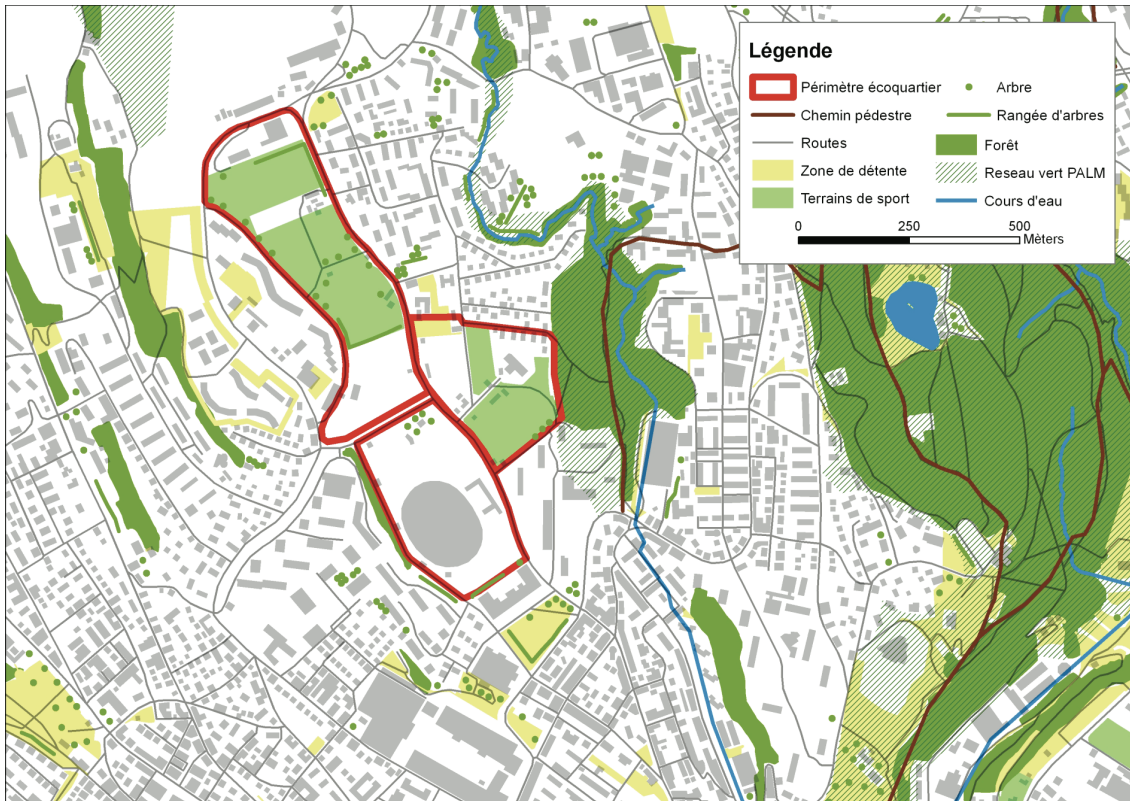 Légende
Périmètre écoquartier
Chemin pédestre
Routes
Zone de détente
Terrains de sport
Arbre
Rangée d'arbres
Forêt
Reseau vert PALM
Cours d'eau
0 250 500
Mèters